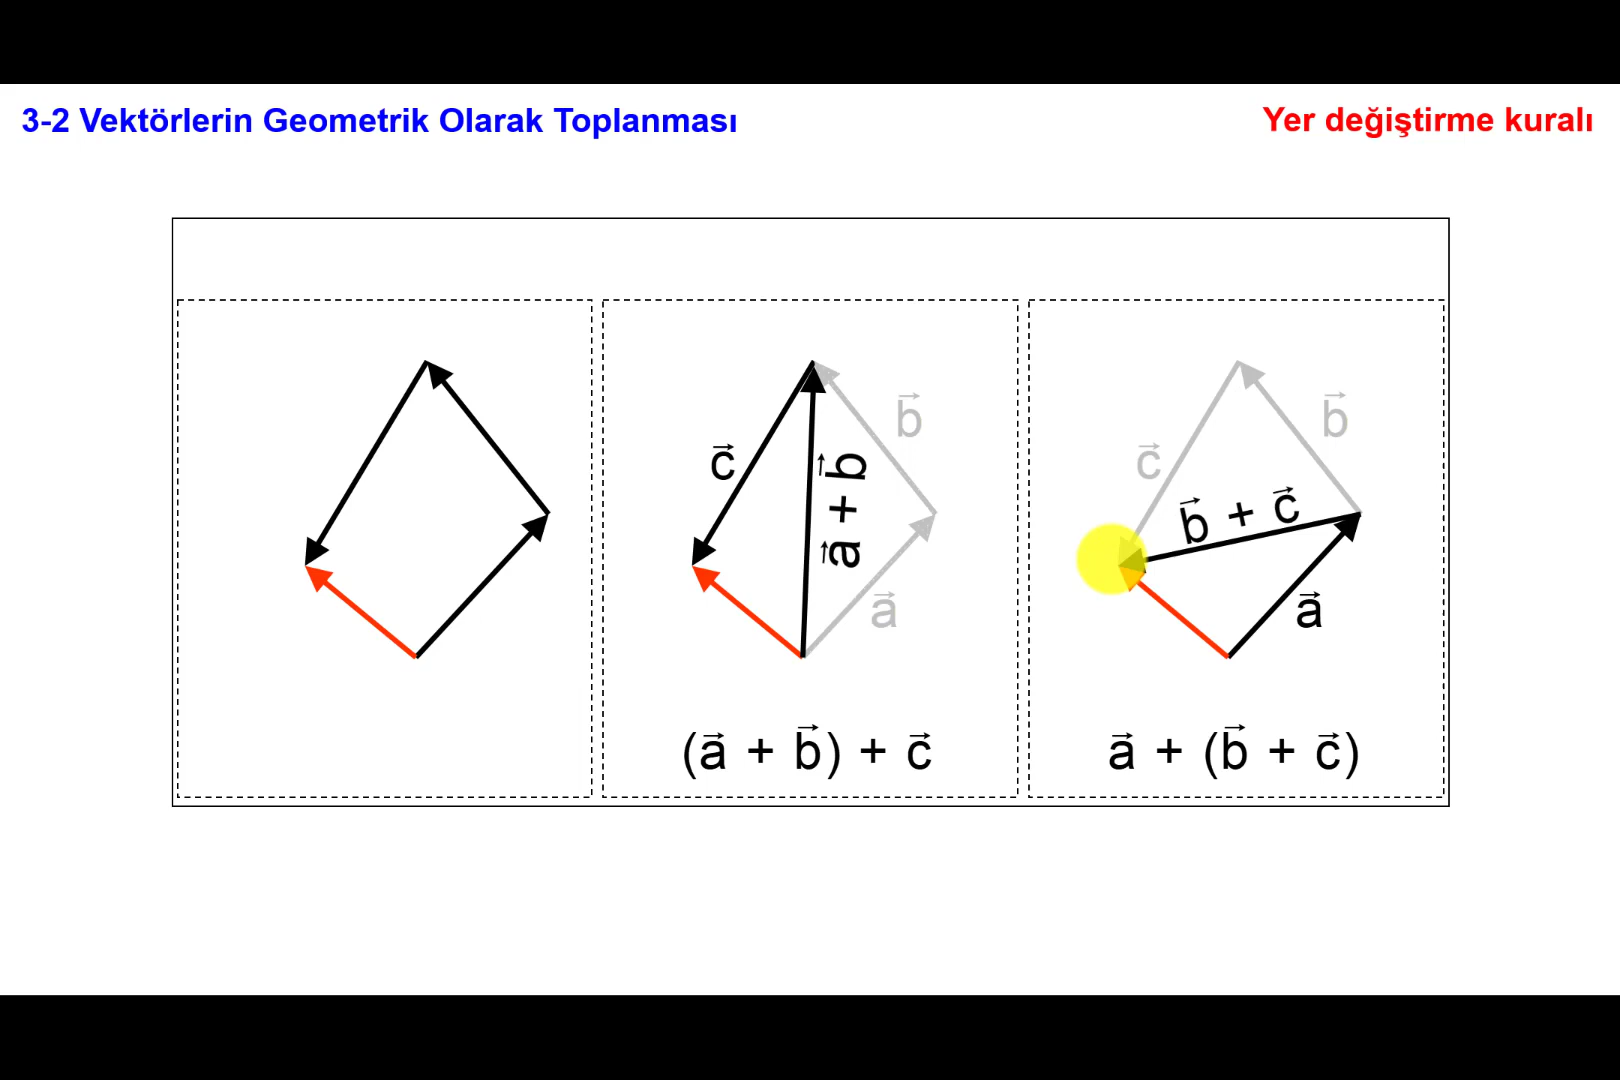 3-2 Vektörlerin Geometrik Olarak Toplanması
Yer değiştirme kuralı
c⃗
a⃗ + b⃗
b⃗
a⃗
(a⃗ + b⃗) + c⃗
c⃗
b⃗
b⃗ + c⃗
a⃗
a⃗ + (b⃗ + c⃗)